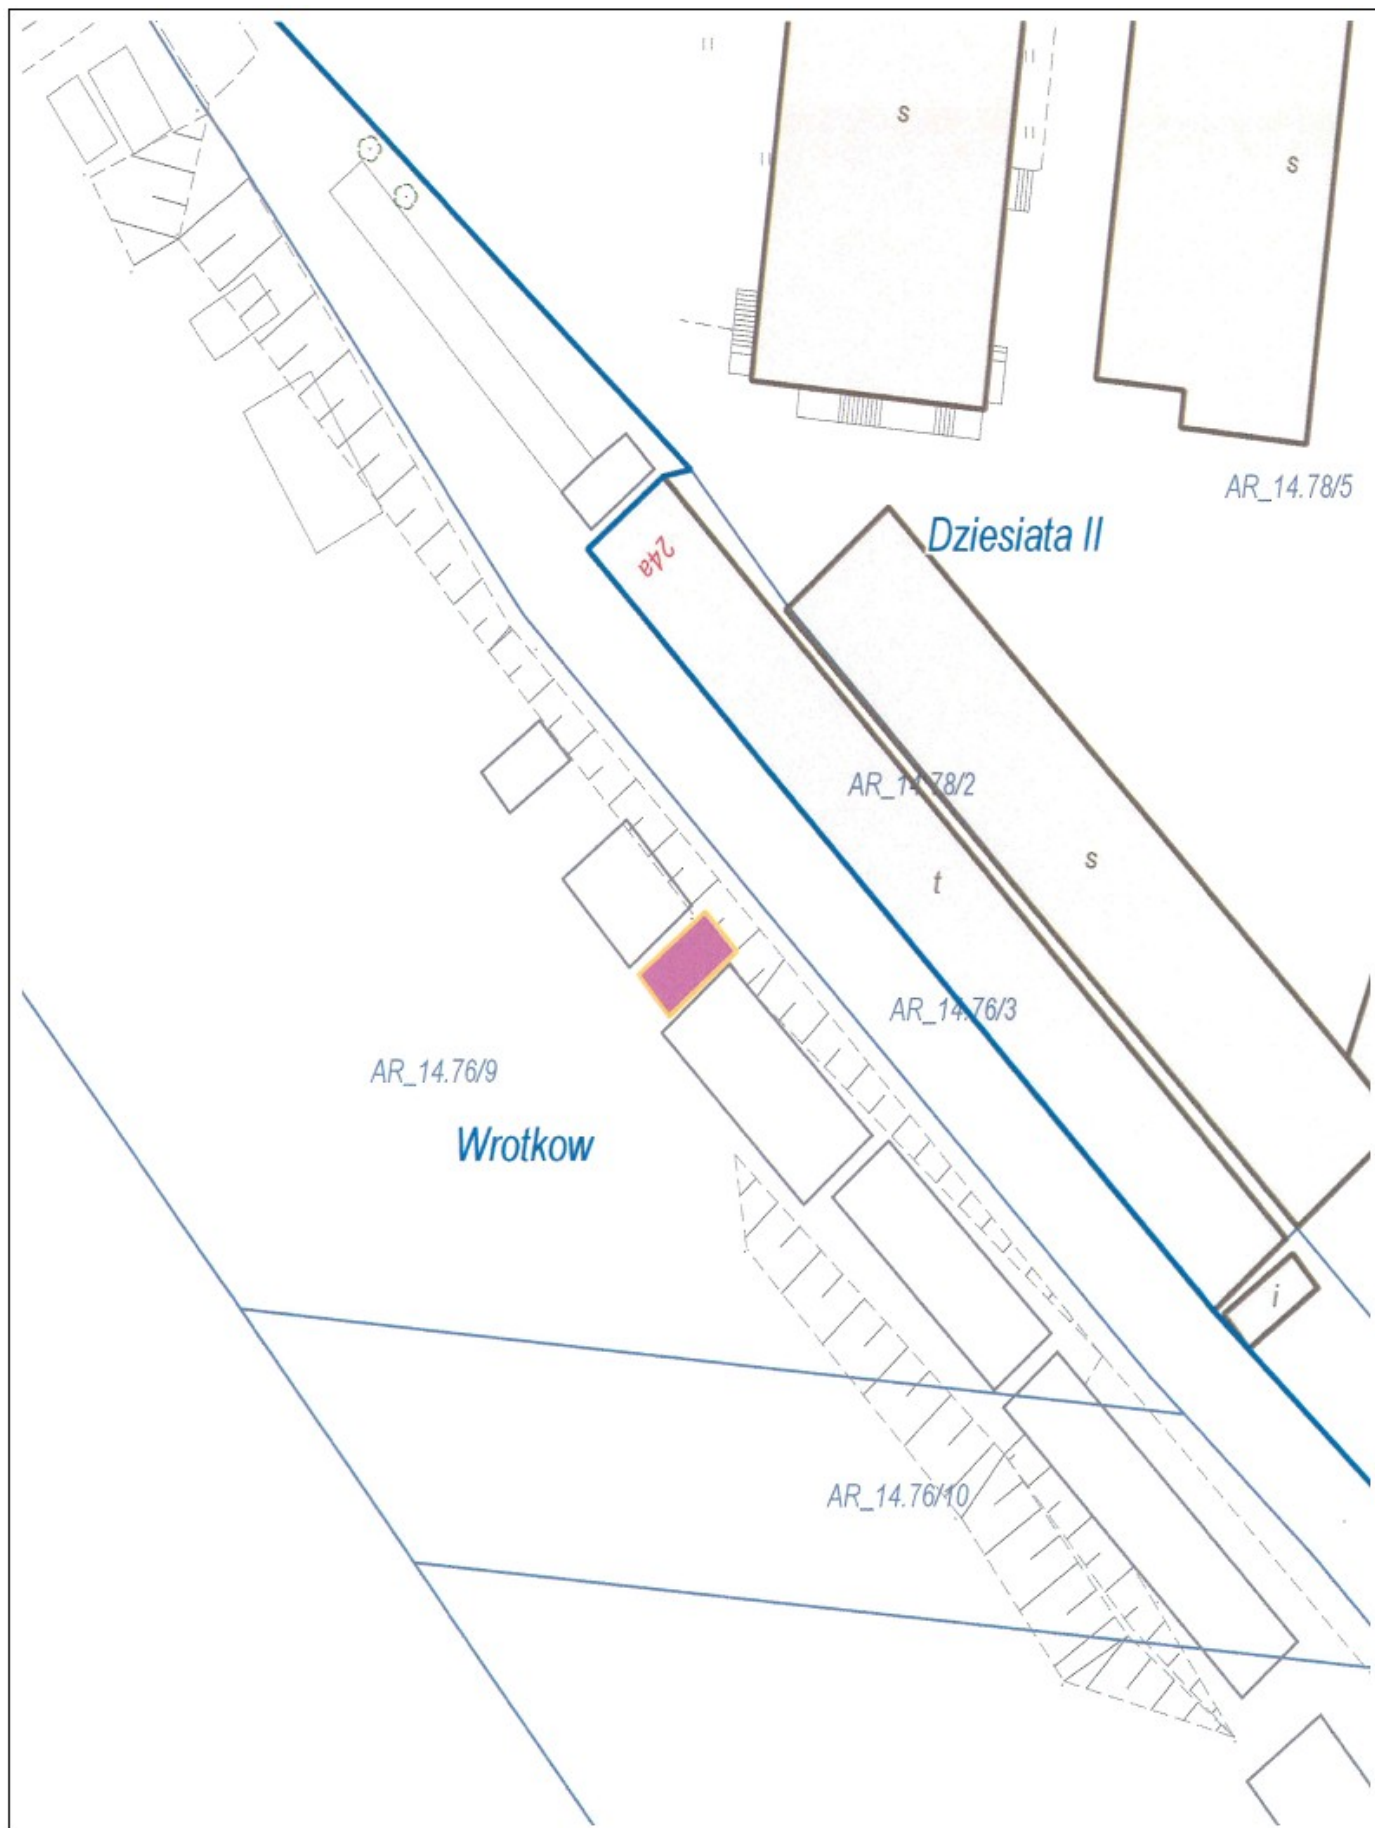 s
s
AR_14.78/5
Dziesiata II
24a
AR_14.78/2
s
t
AR_14.76/3
AR_14.76/9
Wrotkow
i
AR_14.76/10